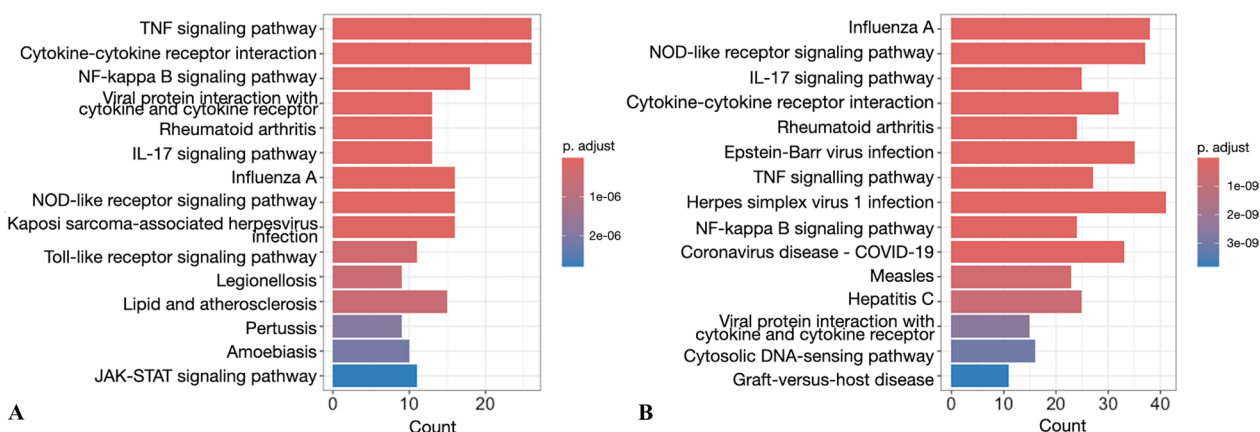 TNF signaling pathway
Cytokine-cytokine receptor interaction
NF-kappa B signaling pathway
Viral protein interaction with
cytokine and cytokine receptor
Rheumatoid arthritis
IL-17 signaling pathway
Influenza A
NOD-like receptor signaling pathway
Kaposi sarcoma-associated herpesvirus
infection
Toll-like receptor signaling pathway
Legionellosis
Lipid and atherosclerosis
Pertussis
Amoebiasis
JAK-STAT signaling pathway
0 10 20
Count
p. adjust
1e-06
2e-06
A
Influenza A
NOD-like receptor signaling pathway
IL-17 signaling pathway
Cytokine-cytokine receptor interaction
Rheumatoid arthritis
Epstein-Barr virus infection
TNF signalling pathway
Herpes simplex virus 1 infection
NF-kappa B signaling pathway
Coronavirus disease - COVID-19
Measles
Hepatitis C
Viral protein interaction with
cytokine and cytokine receptor
Cytosolic DNA-sensing pathway
Graft-versus-host disease
0 10 20 30 40
Count
p. adjust
1e-09
2e-09
3e-09
B